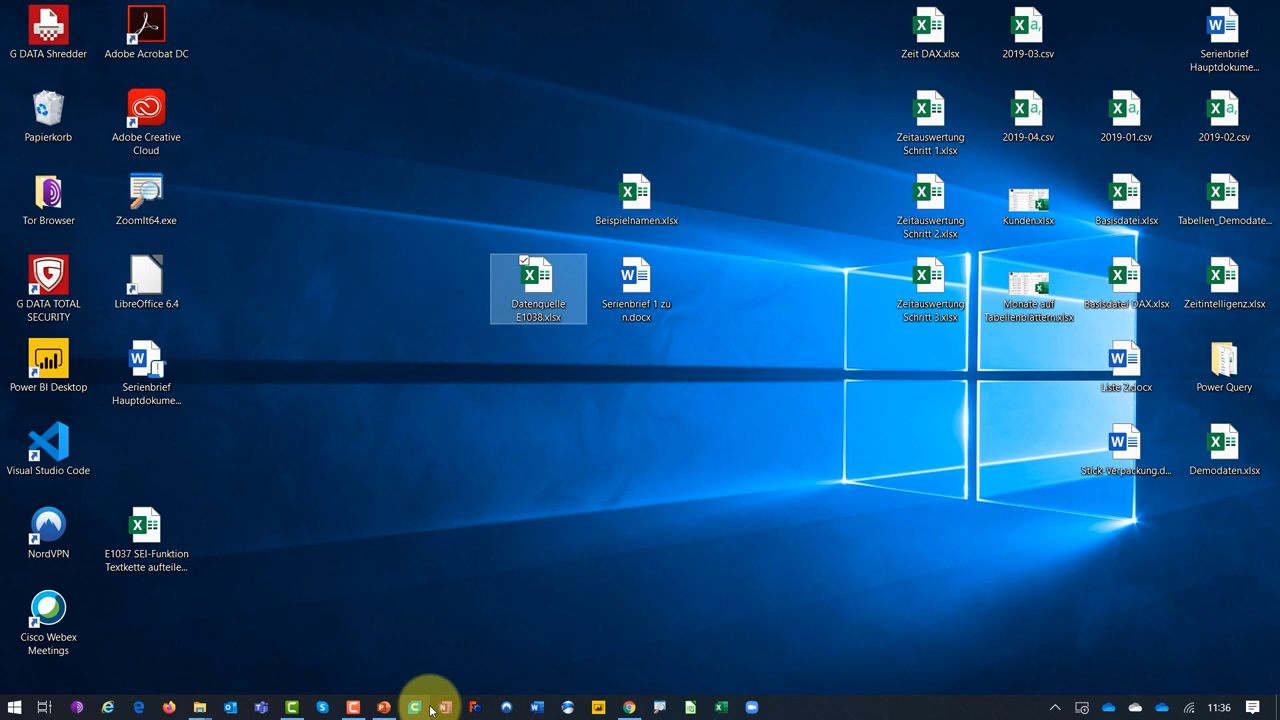 G DATA Shredder
Adobe Acrobat DC
Zeit DAX.xlsx
2019-03.csv
Serienbrief
Hauptdokume...
Papierkorb
Adobe Creative
Cloud
Zeitauswertung
Schritt 1.xlsx
2019-04.csv
2019-01.csv
2019-02.csv
Tor Browser
ZoomIt64.exe
Beispielnamen.xlsx
Zeitauswertung
Schritt 2.xlsx
Kunden.xlsx
Basisdatei.xlsx
Tabellen_Demodate...
G DATA TOTAL
SECURITY
LibreOffice 6.4
Datenquelle
E1038.xlsx
Serienbrief 1 zu
n.docx
Zeitauswertung
Schritt 3.xlsx
Monate auf
Tabellenblättern.xlsx
Basisdatei DAX.xlsx
Zeitintelligenz.xlsx
Power BI Desktop
Serienbrief
Hauptdokume...
Liste 2.docx
Power Query
Visual Studio Code
Stick-Verpackung.d...
Demodaten.xlsx
NordVPN
E1037 SEI-Funktion
Textkette aufteile...
Cisco Webex
Meetings
11:36